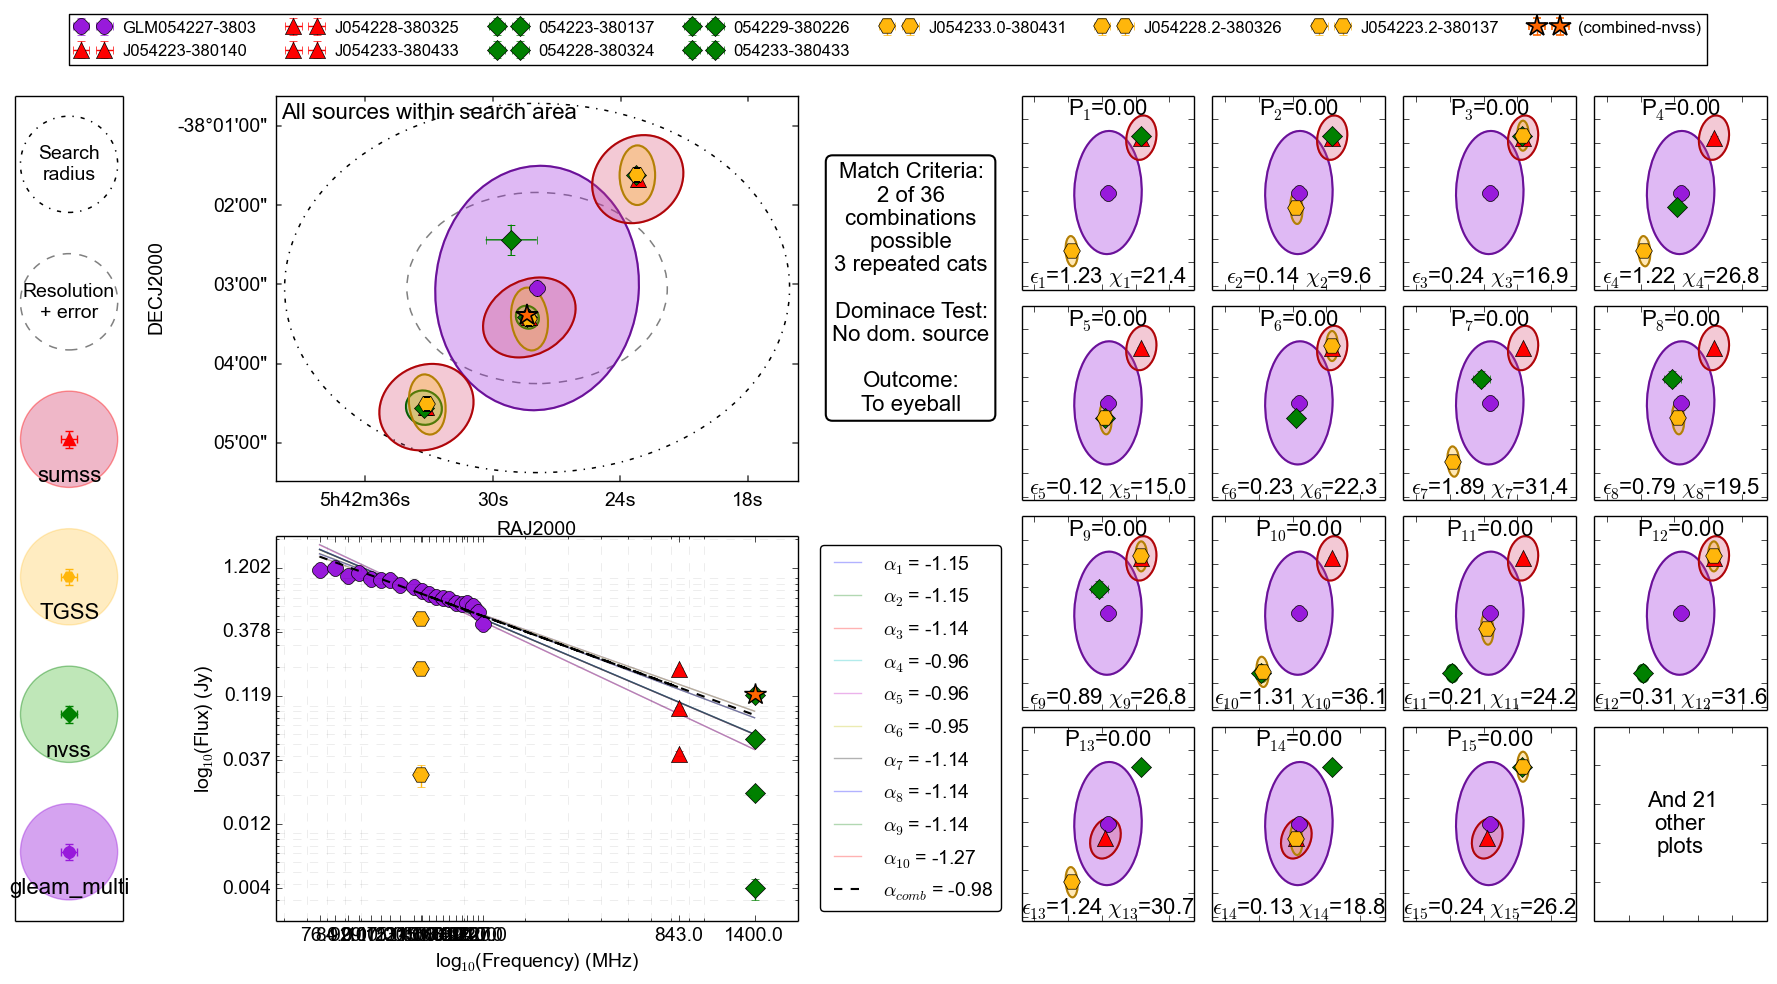 GLM054227-3803 J054228-380325 054223-380137 054229-380226 J054233.0-380431 J054228.2-380326 J054223.2-380137 (combined-nvss)
J054223-380140 J054233-380433 054228-380324 054233-380433
Search
radius
Resolution
+ error
sumss
TGSS
nvss
gleam_multi
All sources within search area
-38°01'00"
02'00"
03'00"
04'00"
05'00"
DECJ2000
5h42m36s 30s 24s 18s
RAJ2000
Match Criteria:
2 of 36
combinations
possible
3 repeated cats
Dominace Test:
No dom. source
Outcome:
To eyeball
1.202
0.378
0.119
0.037
0.012
0.004
log10(Flux) (Jy)
843.0 1400.0
log10(Frequency) (MHz)
α1 = -1.15
α2 = -1.15
α3 = -1.14
α4 = -0.96
α5 = -0.96
α6 = -0.95
α7 = -1.14
α8 = -1.14
α9 = -1.14
α10 = -1.27
αcomb = -0.98
P1=0.00
ϵ1=1.23 χ1=21.4
P2=0.00
ϵ2=0.14 χ2=9.6
P3=0.00
ϵ3=0.24 χ3=16.9
P4=0.00
ϵ4=1.22 χ4=26.8
P5=0.00
ϵ5=0.12 χ5=15.0
P6=0.00
ϵ6=0.23 χ6=22.3
P7=0.00
ϵ7=1.89 χ7=31.4
P8=0.00
ϵ8=0.79 χ8=19.5
P9=0.00
ϵ9=0.89 χ9=26.8
P10=0.00
ϵ10=1.31 χ10=36.1
P11=0.00
ϵ11=0.21 χ11=24.2
P12=0.00
ϵ12=0.31 χ12=31.6
P13=0.00
ϵ13=1.24 χ13=30.7
P14=0.00
ϵ14=0.13 χ14=18.8
P15=0.00
ϵ15=0.24 χ15=26.2
And 21
other
plots